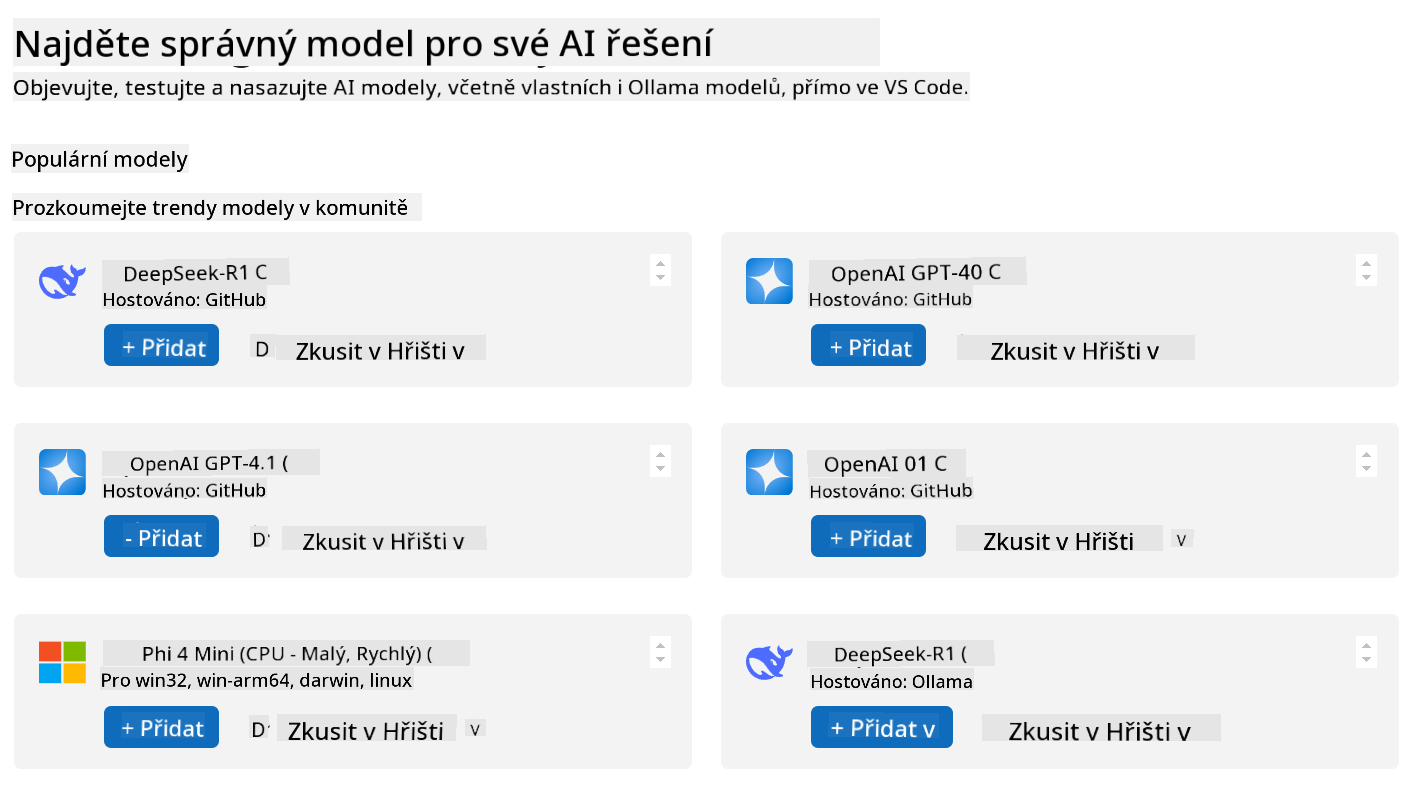 Najděte správný model pro své AI řešení
Objevujte, testujte a nasazujte AI modely, včetně vlastních i Ollama modelů, přímo ve VS Code.
Populární modely
Prozkoumejte trendy modely v komunitě
DeepSeek-R1 C
Hostováno: GitHub
+ Přidat
D Zkusit v Hřišti v
OpenAI GPT-40 C
Hostováno: GitHub
+ Přidat
Zkusit v Hřišti v
OpenAI GPT-4.1 (
Hostováno: GitHub
- Přidat
D Zkusit v Hřišti v
OpenAI 01 C
Hostováno: GitHub
+ Přidat
Zkusit v Hřišti v
Phi 4 Mini (CPU - Malý, Rychlý) (
Pro win32, win-arm64, darwin, linux
+ Přidat
D Zkusit v Hřišti v
DeepSeek-R1 (
Hostováno: Ollama
+ Přidat v
Zkusit v Hřišti v